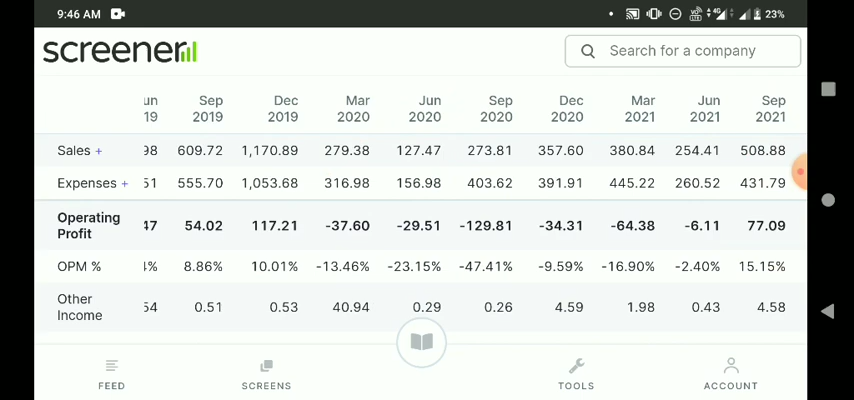 9:46 AM 4G 23%
screener
Search for a company
Sep 2019 Dec 2019 Mar 2020 Jun 2020 Sep 2020 Dec 2020 Mar 2021 Jun 2021 Sep 2021
Sales + 98 609.72 1,170.89 279.38 127.47 273.81 357.60 380.84 254.41 508.88
Expenses + 51 555.70 1,053.68 316.98 156.98 403.62 391.91 445.22 260.52 431.79
Operating Profit 47 54.02 117.21 -37.60 -29.51 -129.81 -34.31 -64.38 -6.11 77.09
OPM % 4% 8.86% 10.01% -13.46% -23.15% -47.41% -9.59% -16.90% -2.40% 15.15%
Other Income 54 0.51 0.53 40.94 0.29 0.26 4.59 1.98 0.43 4.58
FEED SCREENS TOOLS ACCOUNT